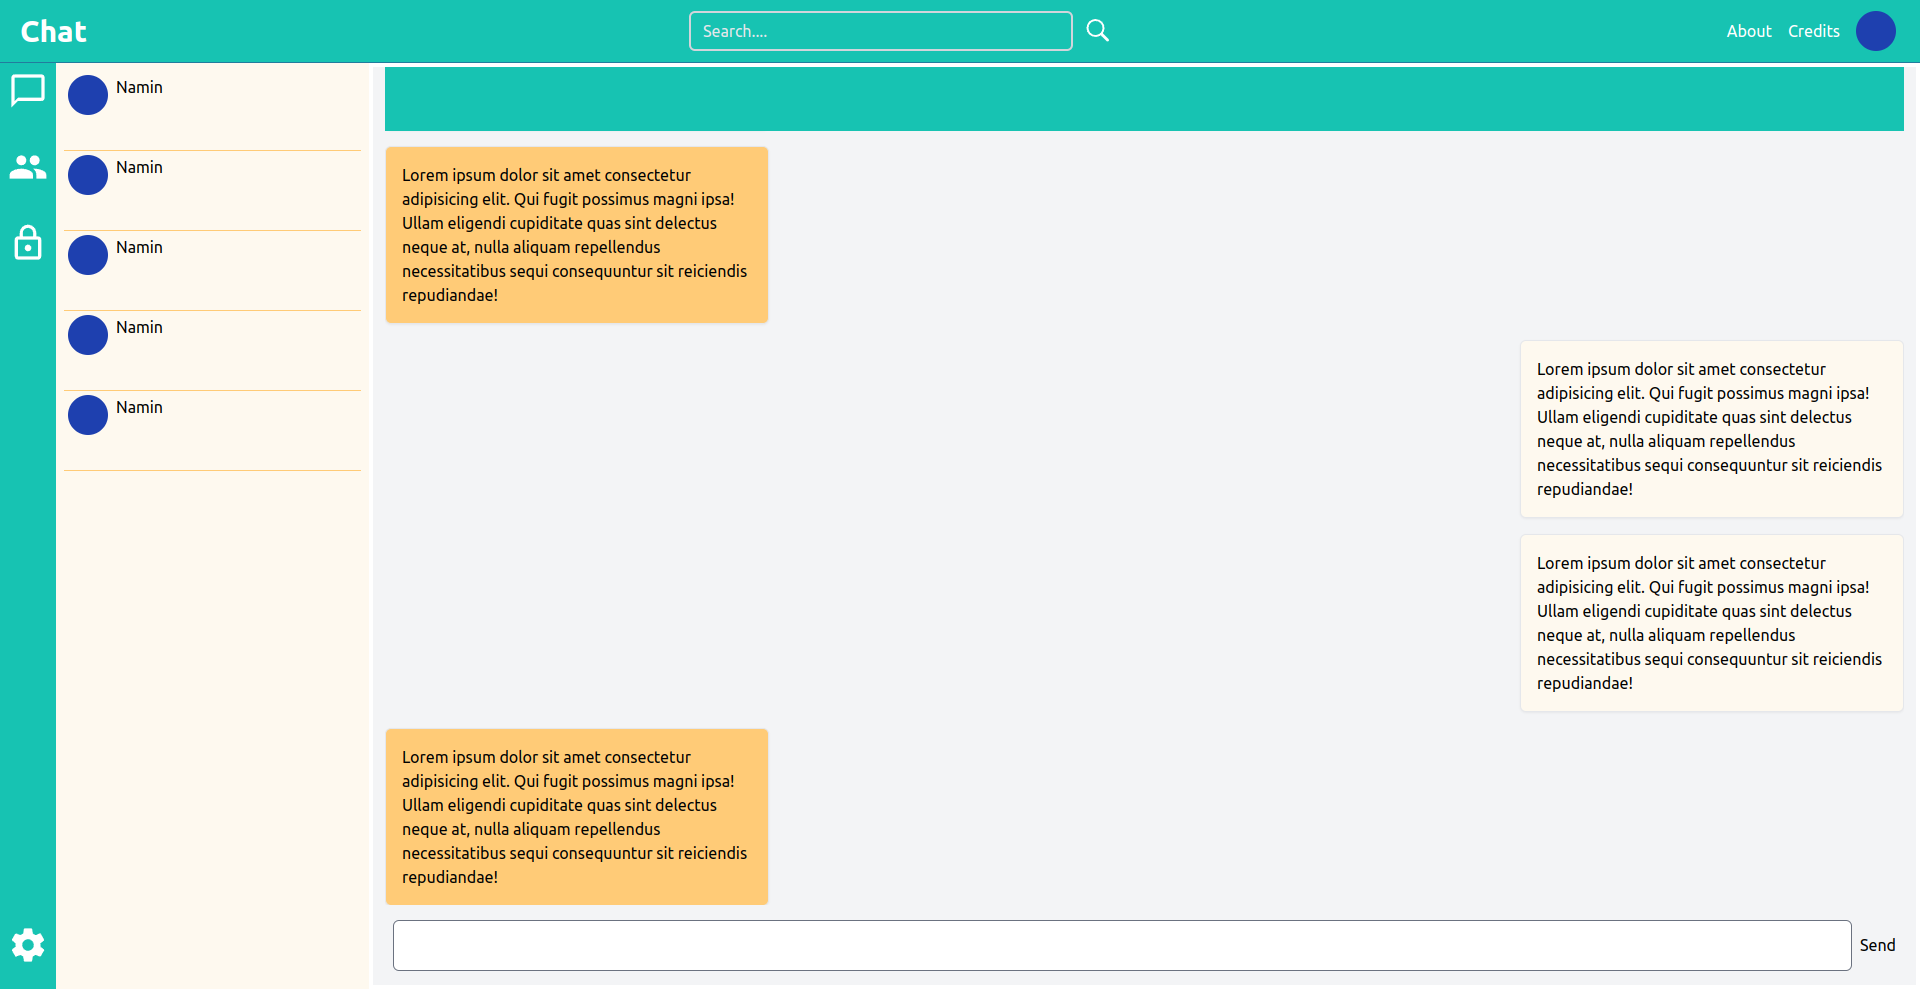 Chat
Search....
About
Credits
Namin
Namin
Namin
Namin
Namin
Lorem ipsum dolor sit amet consectetur
adipisicing elit. Qui fugit possimus magni ipsa!
Ullam eligendi cupiditate quas sint delectus
neque at, nulla aliquam repellendus
necessitatibus sequi consequuntur sit reiciendis
repudiandae!
Lorem ipsum dolor sit amet consectetur
adipisicing elit. Qui fugit possimus magni ipsa!
Ullam eligendi cupiditate quas sint delectus
neque at, nulla aliquam repellendus
necessitatibus sequi consequuntur sit reiciendis
repudiandae!
Lorem ipsum dolor sit amet consectetur
adipisicing elit. Qui fugit possimus magni ipsa!
Ullam eligendi cupiditate quas sint delectus
neque at, nulla aliquam repellendus
necessitatibus sequi consequuntur sit reiciendis
repudiandae!
Lorem ipsum dolor sit amet consectetur
adipisicing elit. Qui fugit possimus magni ipsa!
Ullam eligendi cupiditate quas sint delectus
neque at, nulla aliquam repellendus
necessitatibus sequi consequuntur sit reiciendis
repudiandae!
Send